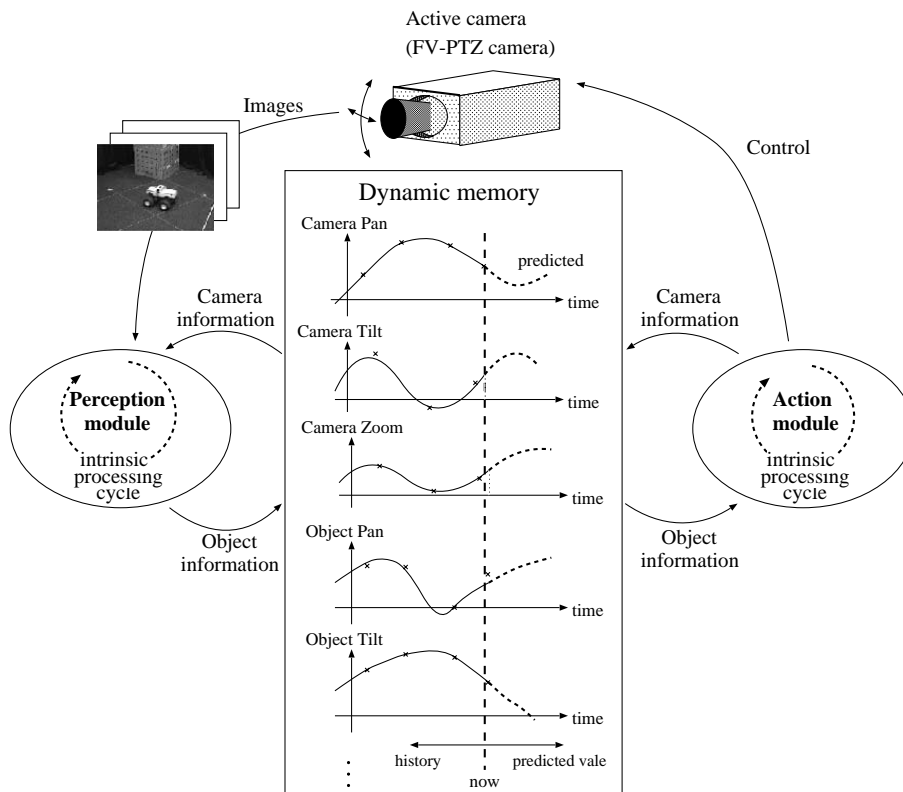 Active camera
(FV-PTZ camera)
Images
Control
Dynamic memory
Camera Pan
predicted
time
Camera
information
Camera
information
Camera Tilt
time
Perception
module
intrinsic
processing
cycle
Action
module
intrinsic
processing
cycle
Camera Zoom
time
Object
information
Object
information
Object Pan
time
Object Tilt
time
history
predicted vale
now